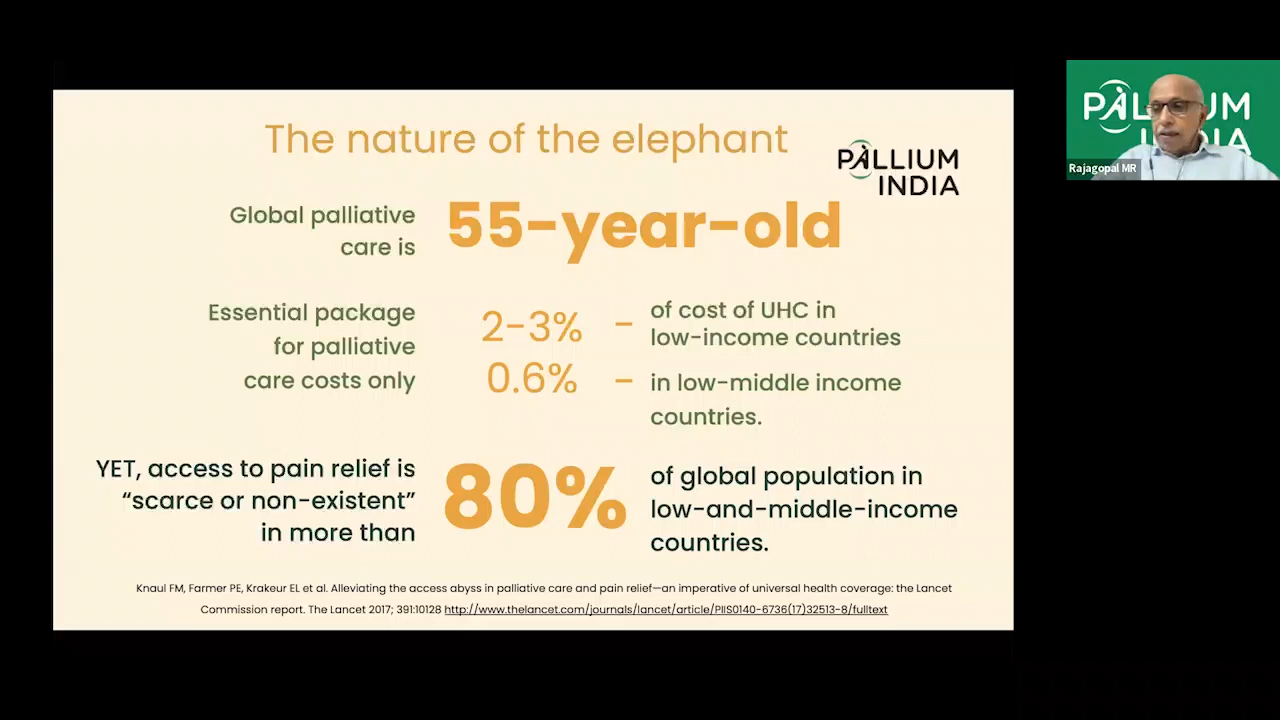 The nature of the elephant
PALLIUM
INDIA
Global palliative
care is
55-year-old
Essential package
for palliative
care costs only
2-3%
– of cost of UHC in
low-income countries
0.6%
– in low-middle income
countries.
YET, access to pain relief is
“scarce or non-existent”
in more than
80%
of global population in
low-and-middle-income
countries.
Knaul FM, Farmer PE, Krakeur EL et al. Alleviating the access abyss in palliative care and pain relief—an imperative of universal health coverage: the Lancet
Commission report. The Lancet 2017; 391:10128 http://www.thelancet.com/journals/lancet/article/PIIS0140-6736(17)32513-8/fulltext
Rajagopal MR